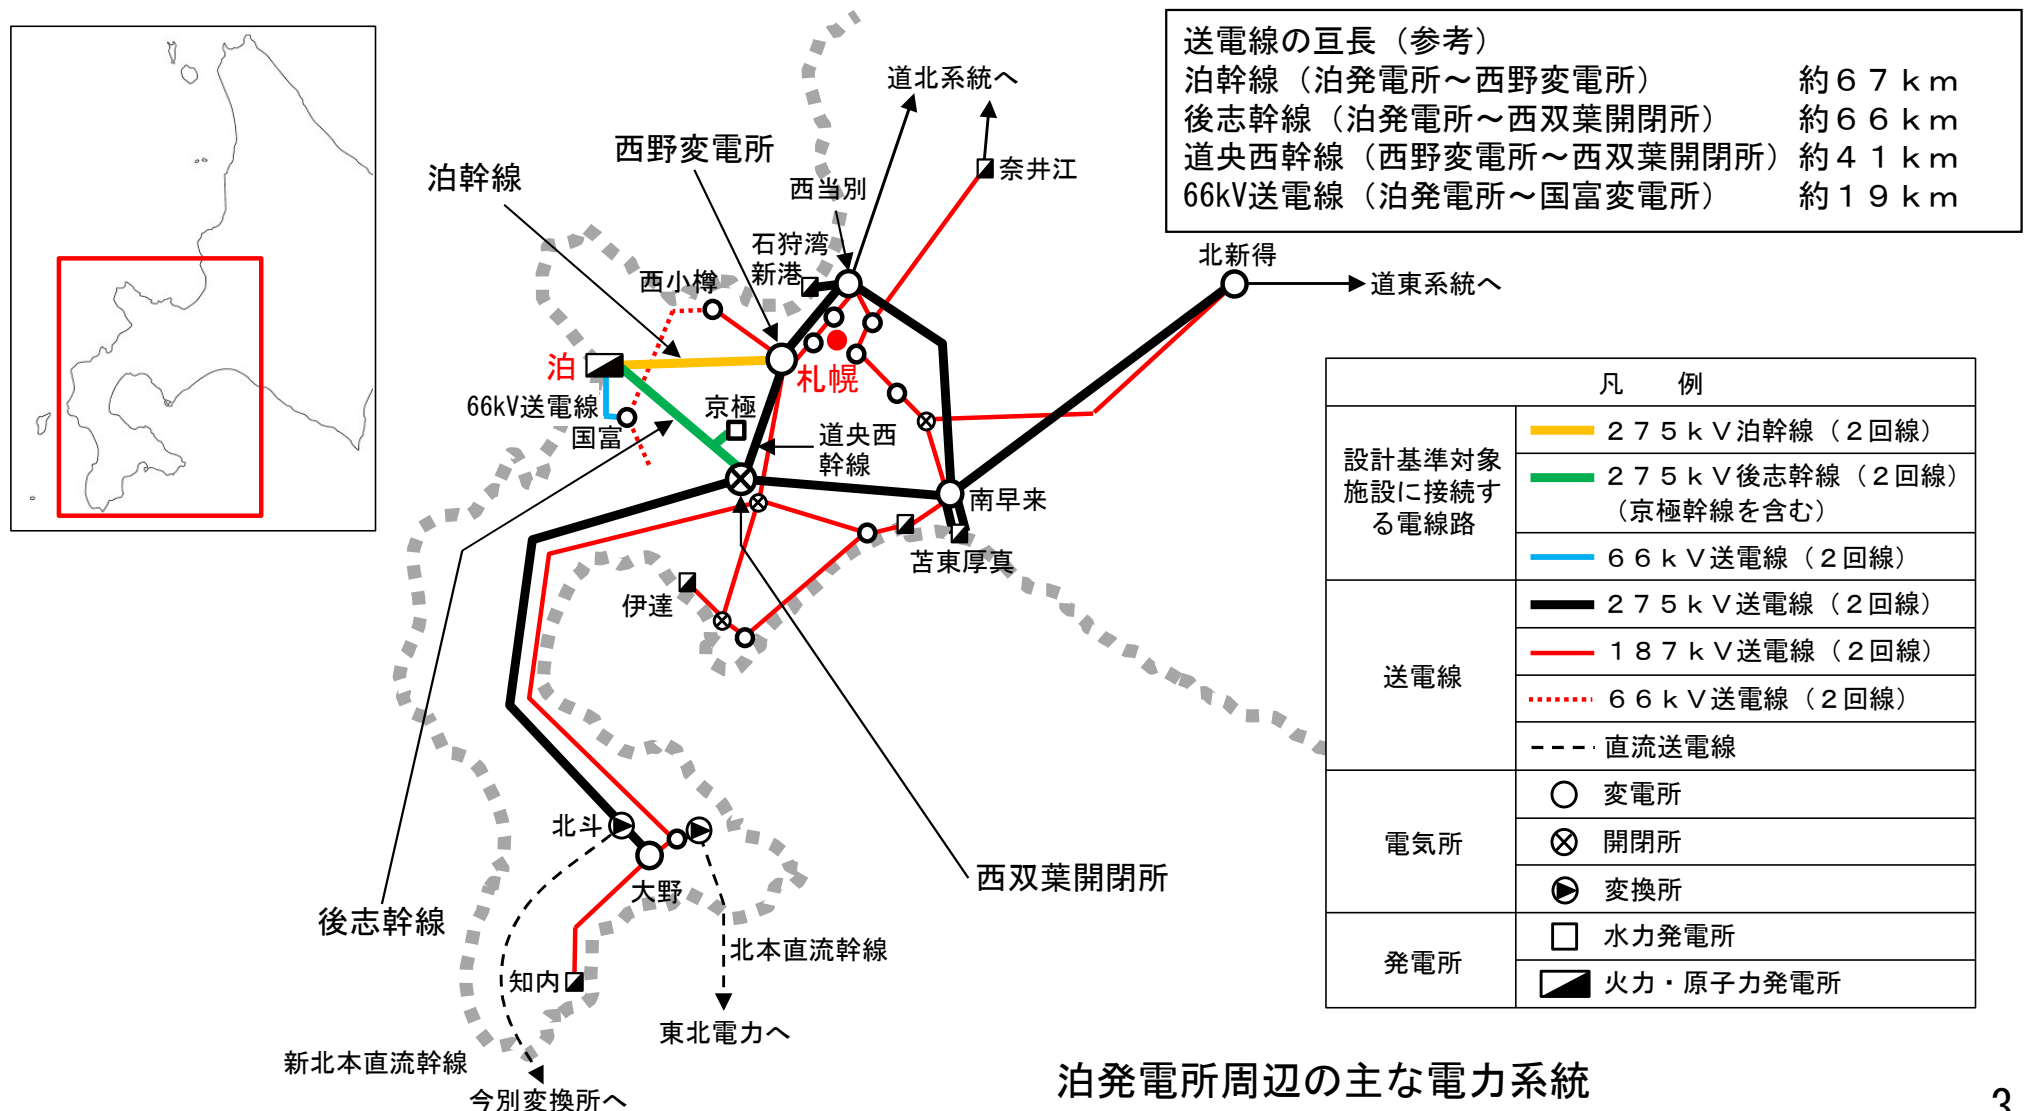 送電線の亘長（参考）
泊幹線（泊発電所～西野変電所）　約６７ｋｍ
後志幹線（泊発電所～西双葉開閉所）　約６６ｋｍ
道央西幹線（西野変電所～西双葉開閉所）約４１ｋｍ
66kV送電線（泊発電所～国富変電所）　約１９ｋｍ
道北系統へ
西野変電所
奈井江
泊幹線
西当別
石狩湾
新港
北新得
西小樽
道東系統へ
泊
札幌
66kV送電線
国富
京極
道央西
幹線
南早来
苫東厚真
伊達
北斗
大野
西双葉開閉所
後志幹線
北本直流幹線
知内
東北電力へ
新北本直流幹線
今別変換所へ
凡　例
設計基準対象
施設に接続す
る電線路
２７５ｋＶ泊幹線（２回線）
２７５ｋＶ後志幹線（２回線）
（京極幹線を含む）
６６ｋＶ送電線（２回線）
送電線
２７５ｋＶ送電線（２回線）
１８７ｋＶ送電線（２回線）
６６ｋＶ送電線（２回線）
直流送電線
電気所
変電所
開閉所
変換所
発電所
水力発電所
火力・原子力発電所
泊発電所周辺の主な電力系統
3